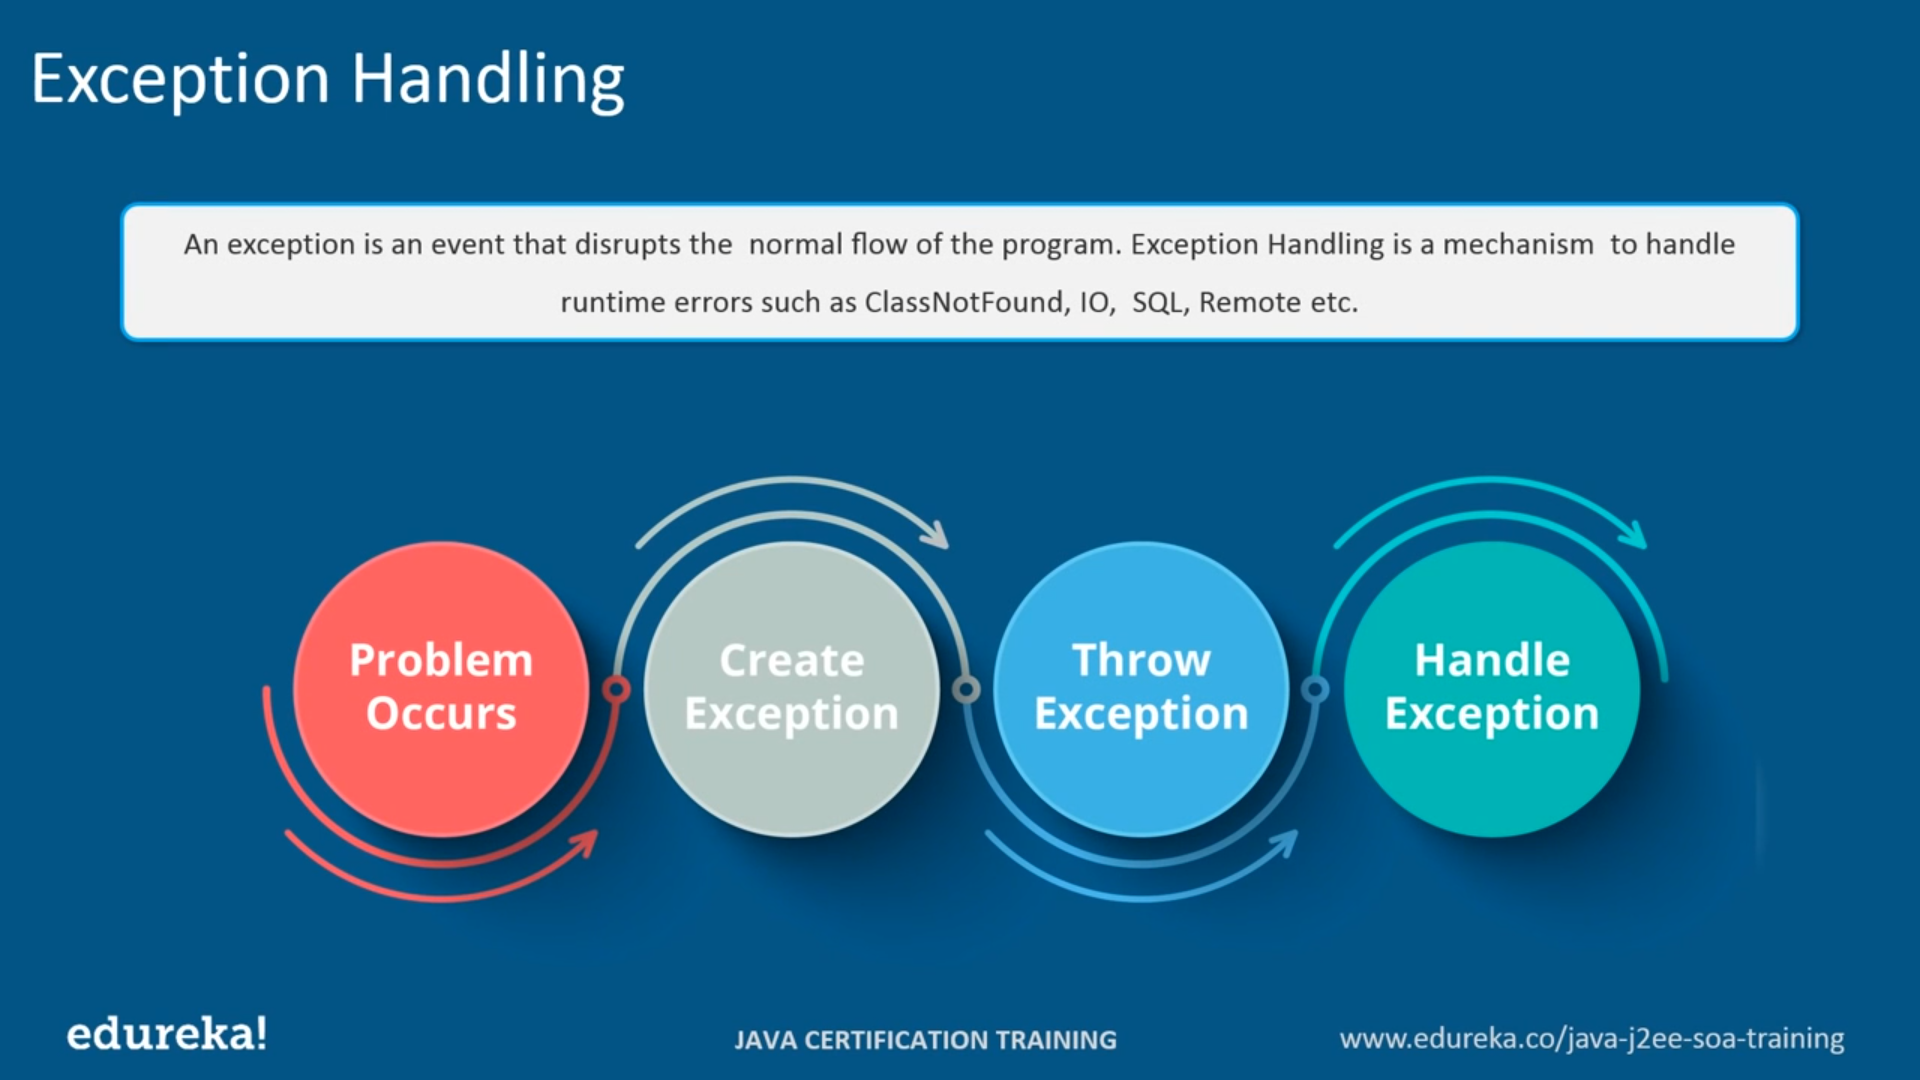 Exception Handling
An exception is an event that disrupts the normal flow of the program. Exception Handling is a mechanism to handle
runtime errors such as ClassNotFound, IO, SQL, Remote etc.
Problem
Occurs
Create
Exception
Throw
Exception
Handle
Exception
edureka!
JAVA CERTIFICATION TRAINING
www.edureka.co/java-j2ee-soa-training